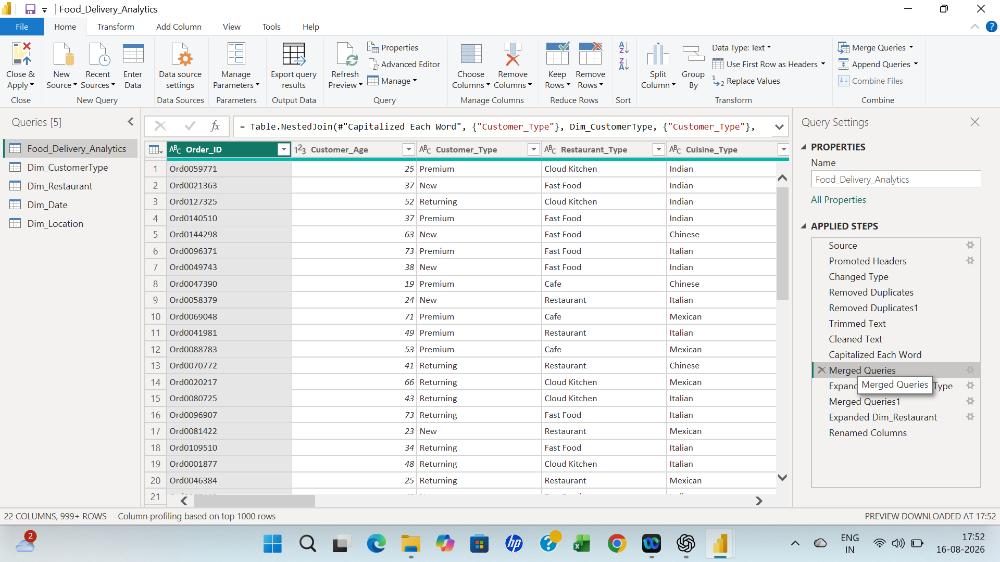 Food_Delivery_Analytics
File Home Transform Add Column View Tools Help
Close & Apply
Close
New Source
Recent Sources
Enter Data
New Query
Data source settings
Data Sources
Manage Parameters
Parameters
Export query results
Output Data
Refresh Preview
Properties
Advanced Editor
Manage
Query
Choose Columns
Remove Columns
Manage Columns
Keep Rows
Remove Rows
Reduce Rows
Sort
Split Column
Group By
Data Type: Text
Use First Row as Headers
Replace Values
Transform
Merge Queries
Append Queries
Combine Files
Combine
Queries [5]
Food_Delivery_Analytics
Dim_CustomerType
Dim_Restaurant
Dim_Date
Dim_Location
= Table.NestedJoin(#"Capitalized Each Word", {"Customer_Type"}, Dim_CustomerType, {"Customer_Type"},
Order_ID Customer_Age Customer_Type Restaurant_Type Cuisine_Type
1 Ord0059771 25 Premium Cloud Kitchen Indian
2 Ord0021363 37 New Fast Food Indian
3 Ord0127325 52 Returning Cloud Kitchen Indian
4 Ord0140510 37 Premium Fast Food Indian
5 Ord0144298 63 New Fast Food Chinese
6 Ord0096371 73 Premium Fast Food Italian
7 Ord0049743 38 New Fast Food Indian
8 Ord0047390 19 Premium Cafe Chinese
9 Ord0058379 24 New Restaurant Italian
10 Ord0069048 71 Premium Cafe Mexican
11 Ord0041981 49 Premium Restaurant Italian
12 Ord0088783 53 Premium Cafe Mexican
13 Ord0070772 41 Returning Restaurant Chinese
14 Ord0020217 66 Returning Cloud Kitchen Mexican
15 Ord0080725 43 Returning Cloud Kitchen Italian
16 Ord0096907 73 Returning Fast Food Italian
17 Ord0081422 23 New Restaurant Mexican
18 Ord0109510 34 Returning Fast Food Italian
19 Ord0001877 48 Returning Cloud Kitchen Italian
20 Ord0046384 25 Returning Restaurant Mexican
21
Query Settings
PROPERTIES
Name
Food_Delivery_Analytics
All Properties
APPLIED STEPS
Source
Promoted Headers
Changed Type
Removed Duplicates
Removed Duplicates1
Trimmed Text
Cleaned Text
Capitalized Each Word
Merged Queries
Merged Queries
Type
Merged Queries1
Expanded Dim_Restaurant
Renamed Columns
22 COLUMNS, 999+ ROWS Column profiling based on top 1000 rows
PREVIEW DOWNLOADED AT 17:52
2
ENG
IN
17:52
16-08-2026